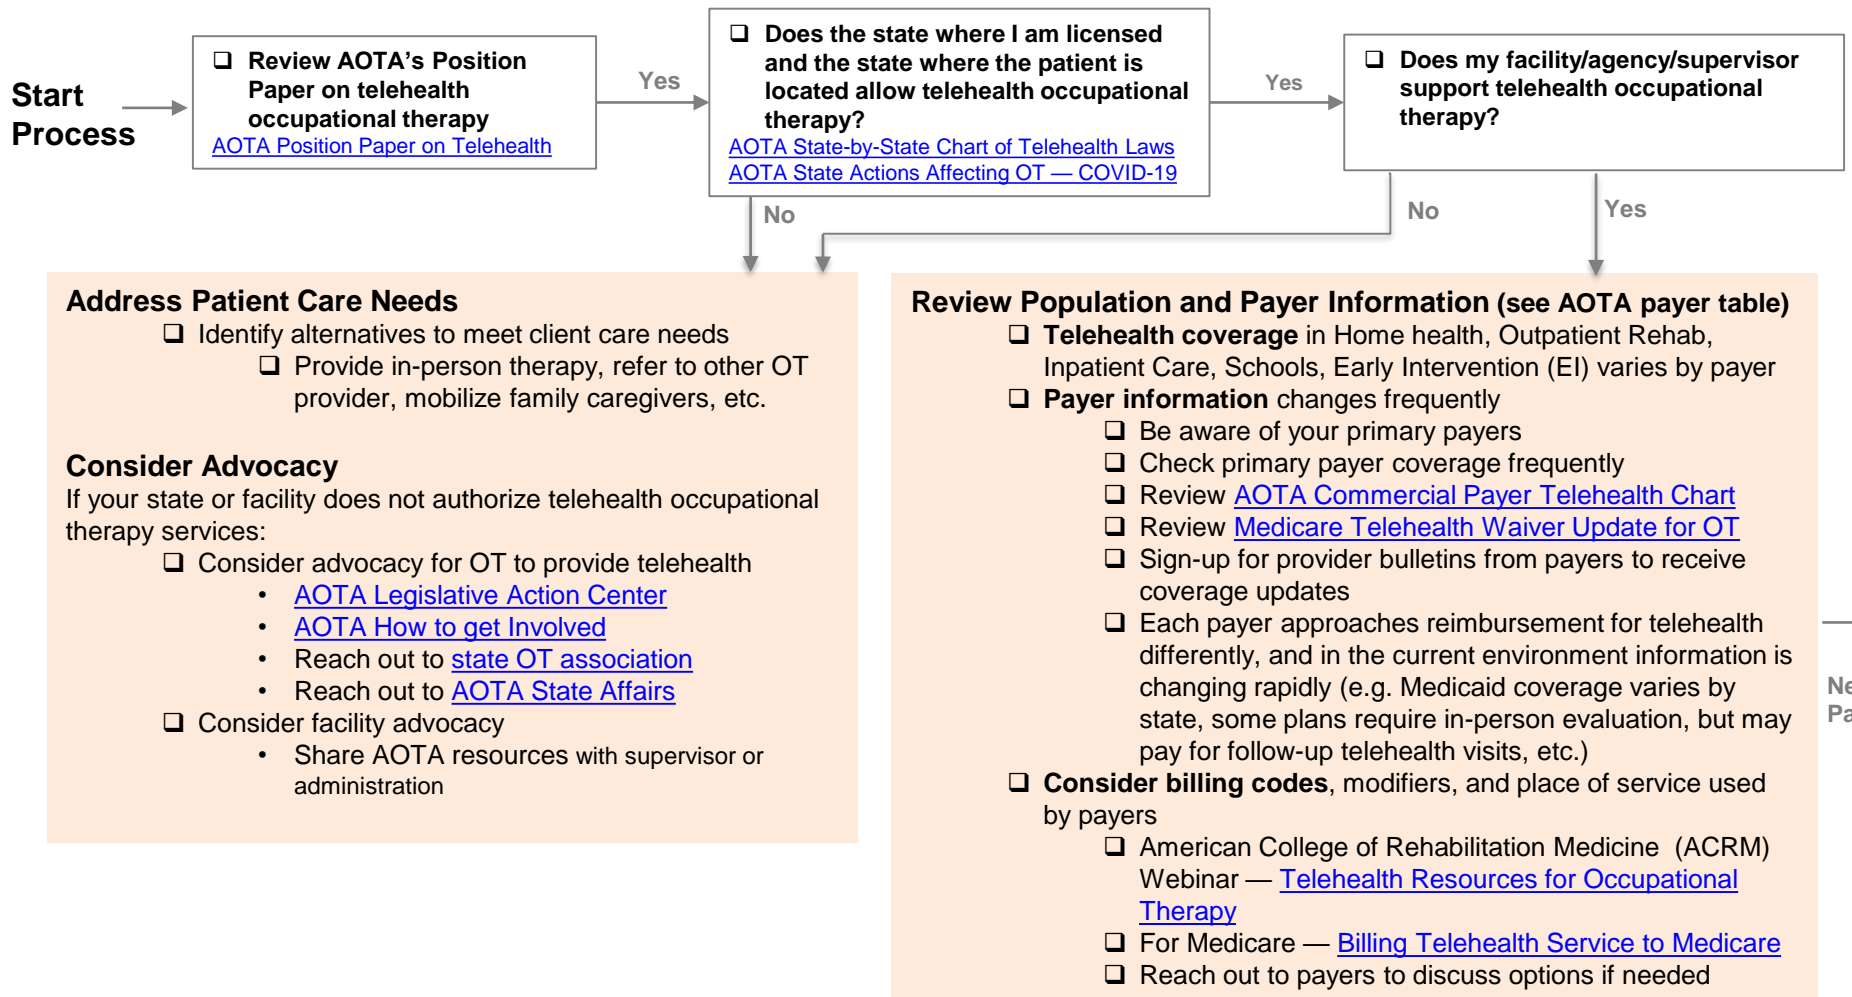 Start
Process
❑ Review AOTA's Position
Paper on telehealth
occupational therapy
AOTA Position Paper on Telehealth
Yes
❑ Does the state where I am licensed
and the state where the patient is
located allow telehealth occupational
therapy?
AOTA State-by-State Chart of Telehealth Laws
AOTA State Actions Affecting OT — COVID-19
Yes
❑ Does my facility/agency/supervisor
support telehealth occupational
therapy?
No
No
Yes
Address Patient Care Needs
❑ Identify alternatives to meet client care needs
❑ Provide in-person therapy, refer to other OT
provider, mobilize family caregivers, etc.
Consider Advocacy
If your state or facility does not authorize telehealth occupational
therapy services:
❑ Consider advocacy for OT to provide telehealth
• AOTA Legislative Action Center
• AOTA How to get Involved
• Reach out to state OT association
• Reach out to AOTA State Affairs
❑ Consider facility advocacy
• Share AOTA resources with supervisor or
administration
Review Population and Payer Information (see AOTA payer table)
❑ Telehealth coverage in Home health, Outpatient Rehab,
Inpatient Care, Schools, Early Intervention (EI) varies by payer
❑ Payer information changes frequently
❑ Be aware of your primary payers
❑ Check primary payer coverage frequently
❑ Review AOTA Commercial Payer Telehealth Chart
❑ Review Medicare Telehealth Waiver Update for OT
❑ Sign-up for provider bulletins from payers to receive
coverage updates
❑ Each payer approaches reimbursement for telehealth
differently, and in the current environment information is
changing rapidly (e.g. Medicaid coverage varies by
state, some plans require in-person evaluation, but may
pay for follow-up telehealth visits, etc.)
❑ Consider billing codes, modifiers, and place of service used
by payers
❑ American College of Rehabilitation Medicine (ACRM)
Webinar — Telehealth Resources for Occupational
Therapy
❑ For Medicare — Billing Telehealth Service to Medicare
❑ Reach out to payers to discuss options if needed